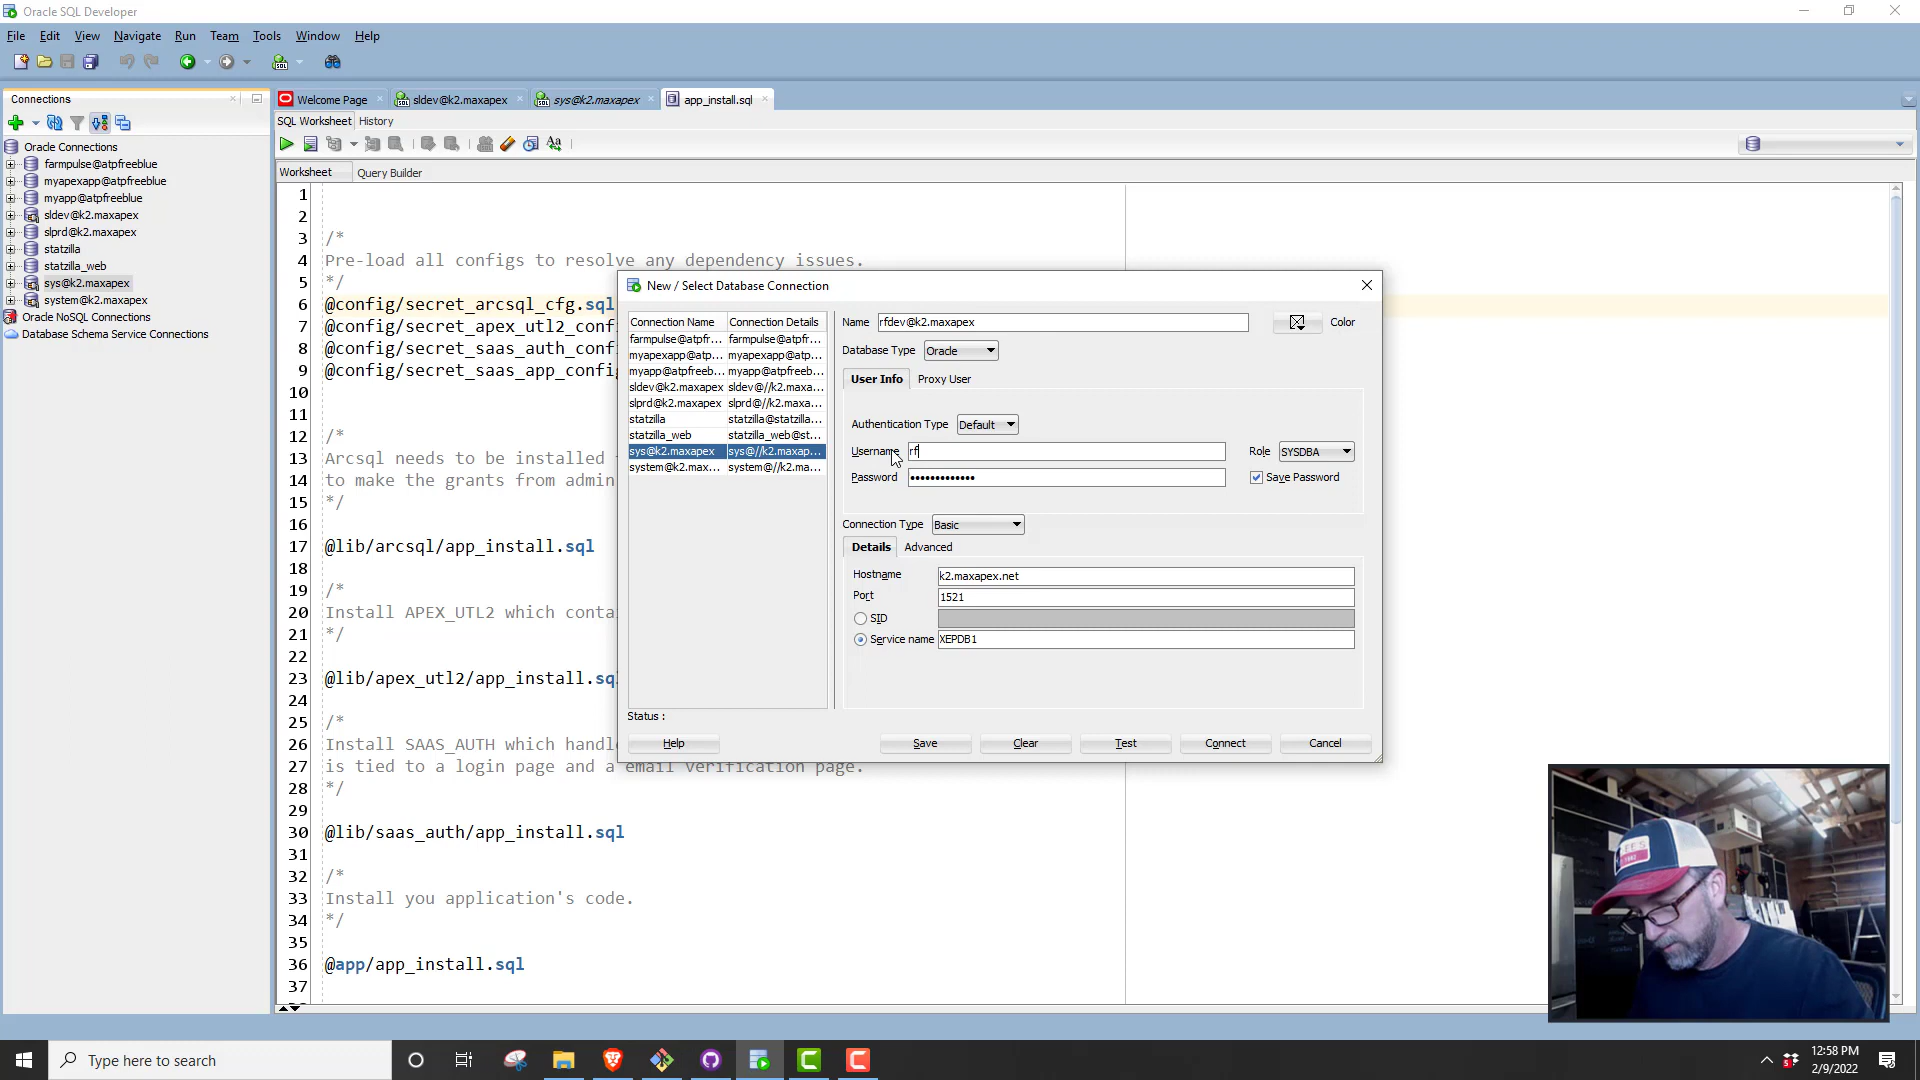 Oracle SQL Developer
File Edit View Navigate Run Team Tools Window Help
Connections
Welcome Page
sldev@k2.maxapex
sys@k2.maxapex
app_install.sql
SQL Worksheet History
Worksheet Query Builder
Oracle Connections
farmpulse@atpfreeblue
myapexapp@atpfreeblue
myapp@atpfreeblue
sldev@k2.maxapex
slprd@k2.maxapex
statzilla
statzilla_web
sys@k2.maxapex
system@k2.maxapex
Oracle NoSQL Connections
Database Schema Service Connections
1
2
3 /*
4 Pre-load all configs to resolve any dependency issues.
5 */
6 @config/secret_arcsql_cfg.sql
7 @config/secret_apex_utl2_confi
8 @config/secret_saas_auth_confi
9 @config/secret_saas_app_config
10
11
12 /*
13 Arcsql needs to be installed
14 to make the grants from admin
15 */
16
17 @lib/arcsql/app_install.sql
18
19 /*
20 Install APEX_UTL2 which conta
21 */
22
23 @lib/apex_utl2/app_install.sql
24
25 /*
26 Install SAAS_AUTH which handl
27 is tied to a login page and a email verification page.
28 */
29
30 @lib/saas_auth/app_install.sql
31
32 /*
33 Install you application's code.
34 */
35
36 @app/app_install.sql
37
New / Select Database Connection
Connection Name Connection Details
farmpulse@atpfr... farmpulse@atpf...
myapexapp@atp... myapexapp@atp...
myapp@atpfreeb... myapp@atpfreeb...
sldev@k2.maxapex sldev@//k2.maxa...
slprd@k2.maxapex slprd@//k2.maxa...
statzilla statzilla@statzilla...
statzilla_web statzilla_web@st...
sys@k2.maxapex sys@//k2.maxap...
system@k2.max... system@//k2.ma...
Status :
Name rfdev@k2.maxapex Color
Database Type Oracle
User Info Proxy User
Authentication Type Default
Username rf Role SYSDBA
Password ••••••••••••• Save Password
Connection Type Basic
Details Advanced
Hostname k2.maxapex.net
Port 1521
SID
Service name XEPDB1
Help Save Clear Test Connect Cancel
Type here to search
12:58 PM
2/9/2022